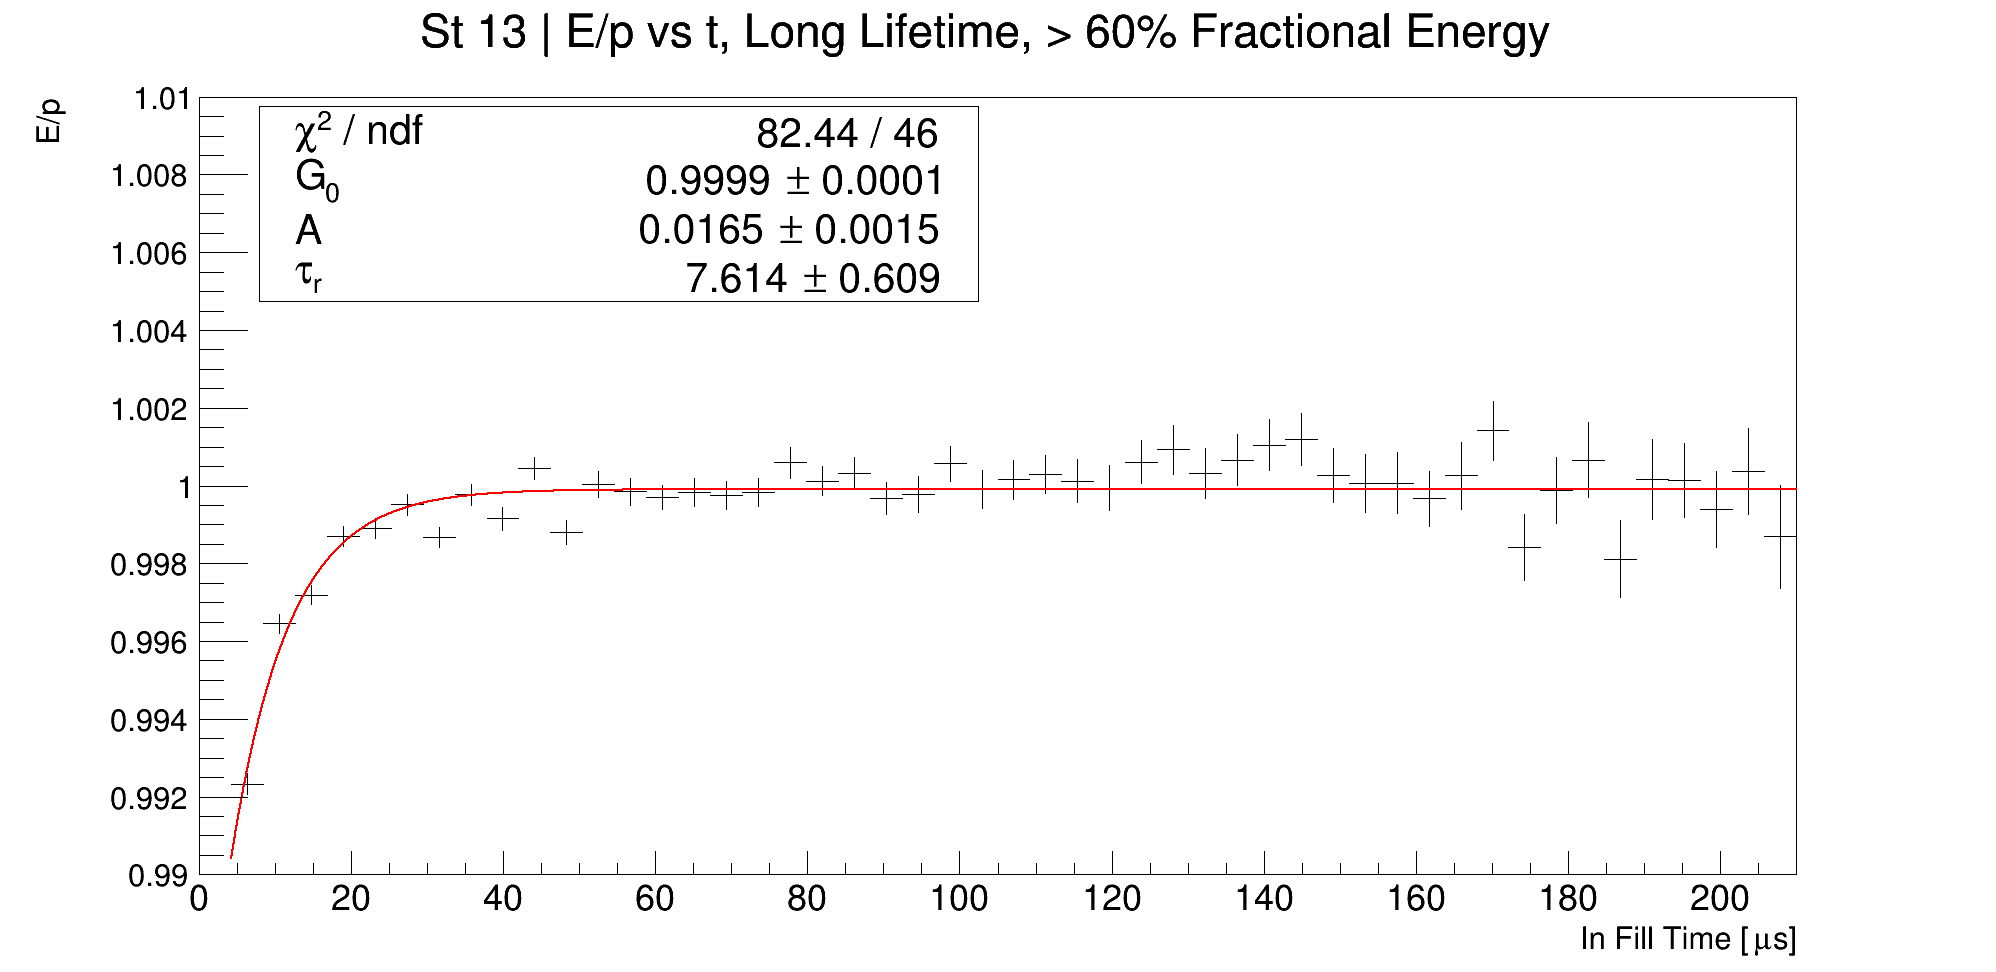 St 13 | E/p vs t, Long Lifetime, > 60% Fractional Energy
E/p
1.01
1.008
1.006
1.004
1.002
1
0.998
0.996
0.994
0.992
0.99
χ² / ndf 82.44 / 46
G₀ 0.9999 ± 0.0001
A 0.0165 ± 0.0015
τᵣ 7.614 ± 0.609
0 20 40 60 80 100 120 140 160 180 200
In Fill Time [μs]